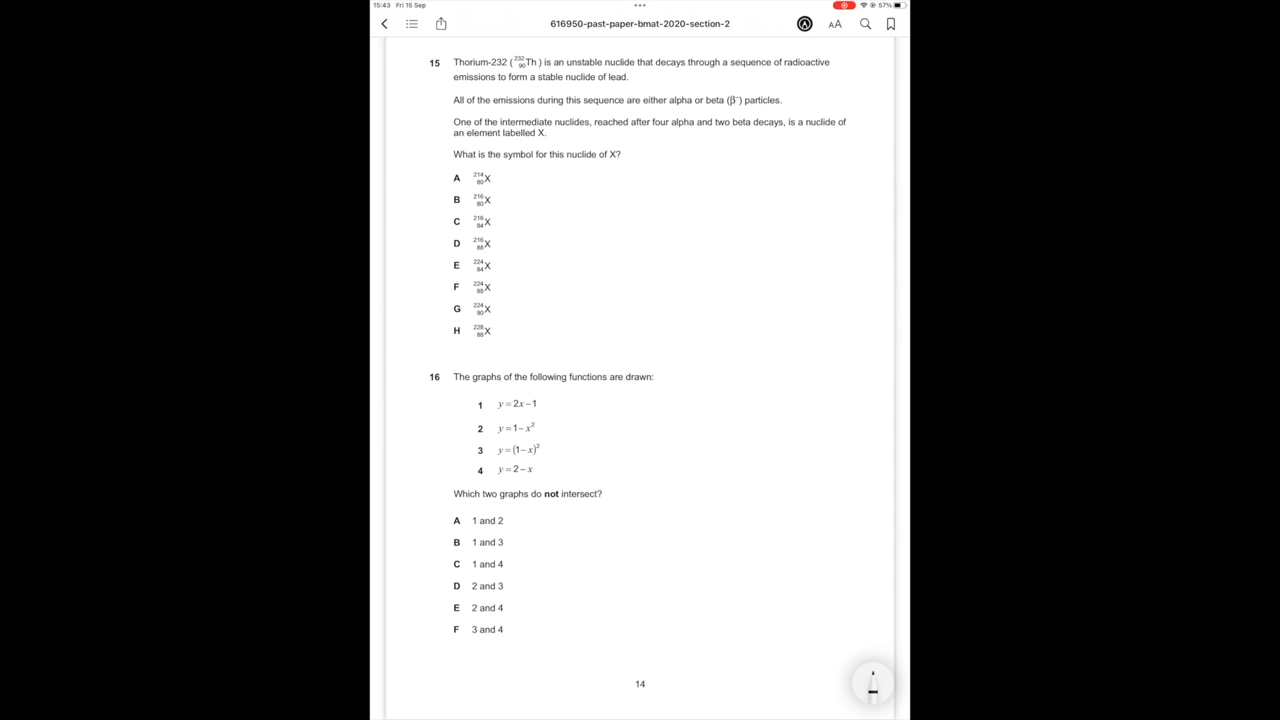 15:43 Fri 15 Sep
57%
616950-past-paper-bmat-2020-section-2
AA
15 Thorium-232 (²³²₉₀Th) is an unstable nuclide that decays through a sequence of radioactive
emissions to form a stable nuclide of lead.
All of the emissions during this sequence are either alpha or beta (β⁻) particles.
One of the intermediate nuclides, reached after four alpha and two beta decays, is a nuclide of
an element labelled X.
What is the symbol for this nuclide of X?
A ²¹⁴₈₀X
B ²¹⁶₈₀X
C ²¹⁶₈₄X
D ²¹⁶₈₈X
E ²²⁴₈₄X
F ²²⁴₈₈X
G ²²⁴₉₀X
H ²²⁸₈₈X
16 The graphs of the following functions are drawn:
1 y = 2x – 1
2 y = 1 – x²
3 y = (1 – x)²
4 y = 2 – x
Which two graphs do not intersect?
A 1 and 2
B 1 and 3
C 1 and 4
D 2 and 3
E 2 and 4
F 3 and 4
14